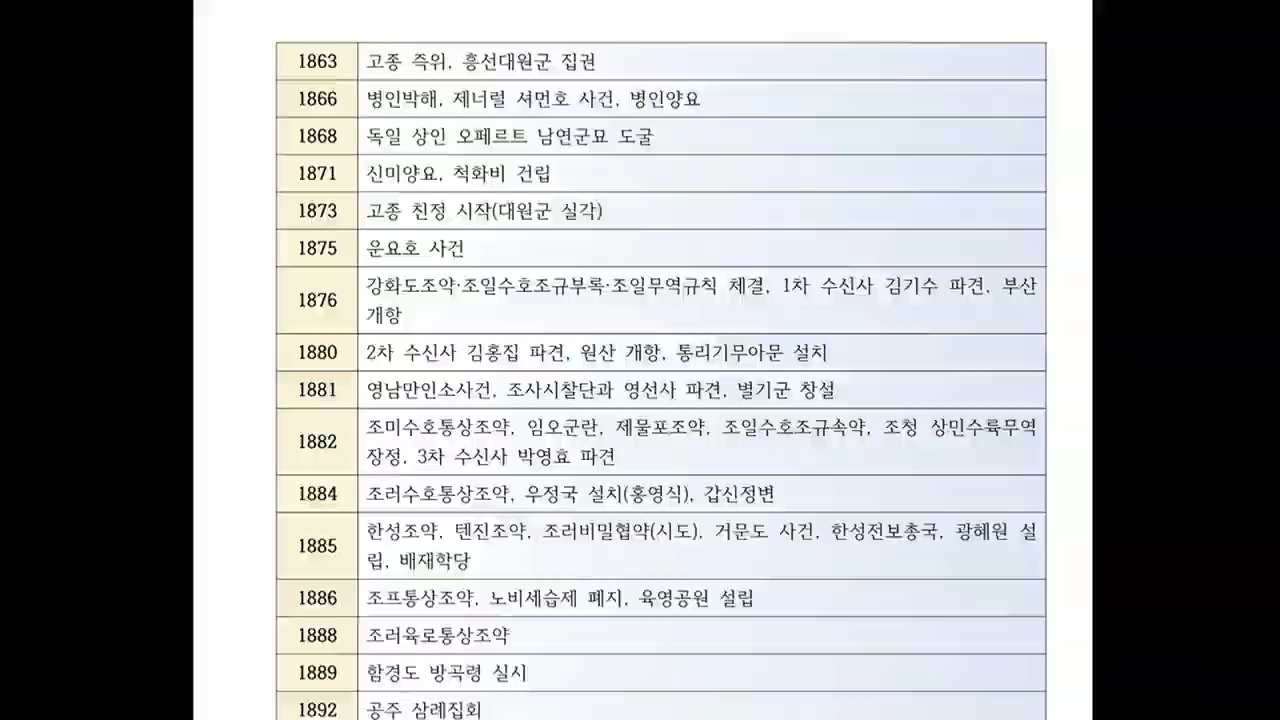 1863 고종 즉위, 흥선대원군 집권
1866 병인박해, 제너럴 셔먼호 사건, 병인양요
1868 독일 상인 오페르트 남연군묘 도굴
1871 신미양요, 척화비 건립
1873 고종 친정 시작(대원군 실각)
1875 운요호 사건
1876 강화도조약·조일수호조규부록·조일무역규칙 체결, 1차 수신사 김기수 파견, 부산
개항
1880 2차 수신사 김홍집 파견, 원산 개항, 통리기무아문 설치
1881 영남만인소사건, 조사시찰단과 영선사 파견, 별기군 창설
1882 조미수호통상조약, 임오군란, 제물포조약, 조일수호조규속약, 조청 상민수륙무역
장정, 3차 수신사 박영효 파견
1884 조러수호통상조약, 우정국 설치(홍영식), 갑신정변
1885 한성조약, 텐진조약, 조러비밀협약(시도), 거문도 사건, 한성전보총국, 광혜원 설
립, 배재학당
1886 조프통상조약, 노비세습제 폐지, 육영공원 설립
1888 조러육로통상조약
1889 함경도 방곡령 실시
1892 공주 삼례집회